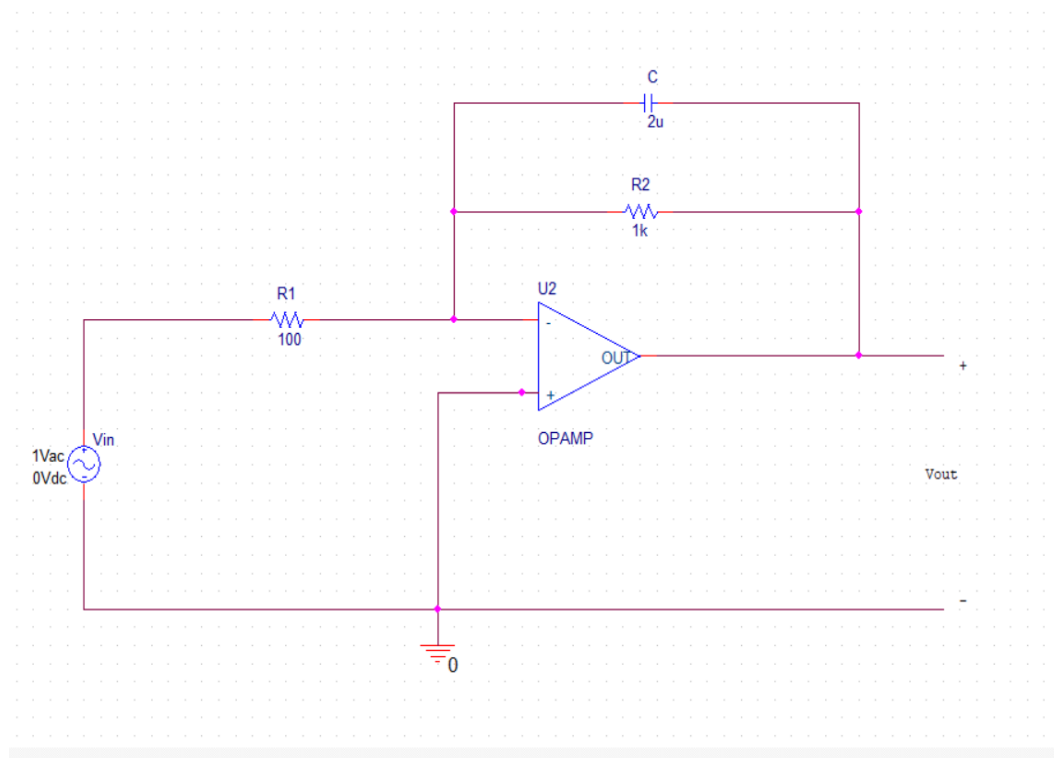 C
2u
R2
1k
R1
100
U2
-
OUT
+
OPAMP
+
Vin
1Vac
0Vdc
+
-
Vout
-
0